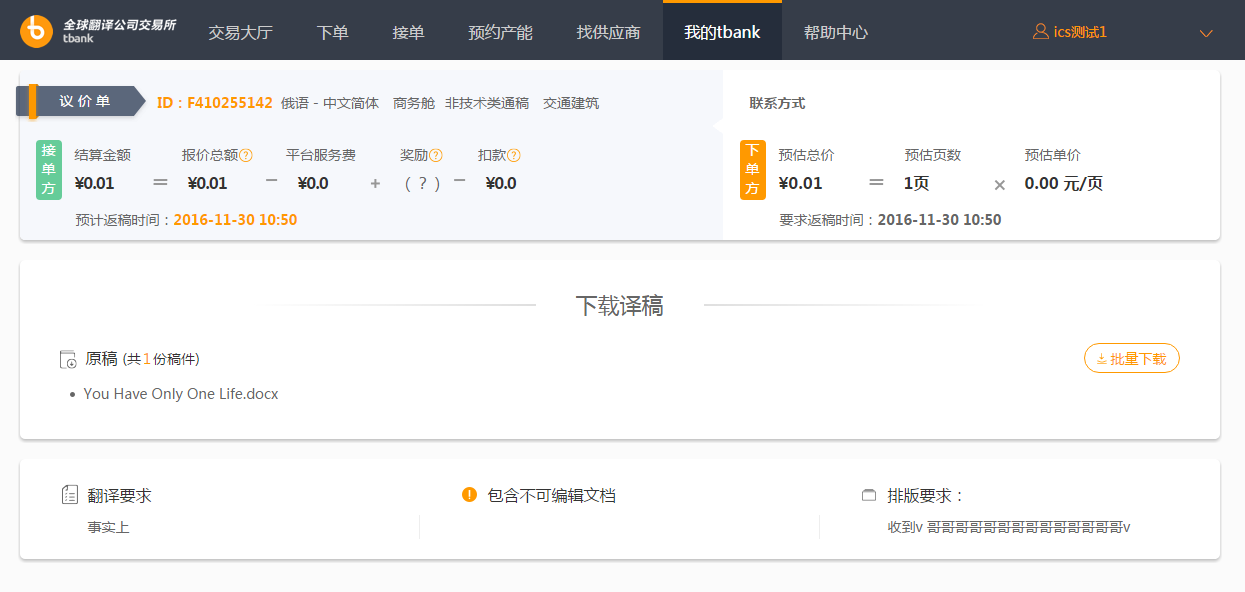 全球翻译公司交易所
tbank
交易大厅 下单 接单 预约产能 找供应商 我的tbank 帮助中心 ics测试1
议价单 ID：F410255142 俄语 - 中文简体 商务舱 非技术类通稿 交通建筑 联系方式
接单方 结算金额 报价总额? 平台服务费 奖励? 扣款?
¥0.01 = ¥0.01 － ¥0.0 + （ ? ） － ¥0.0
预计返稿时间：2016-11-30 10:50
下单方 预估总价 预估页数 预估单价
¥0.01 = 1页 × 0.00 元/页
要求返稿时间：2016-11-30 10:50
下载译稿
原稿 (共1份稿件) 批量下载
• You Have Only One Life.docx
翻译要求 包含不可编辑文档 排版要求：
事实上 收到v 哥哥哥哥哥哥哥哥哥哥哥哥哥哥v